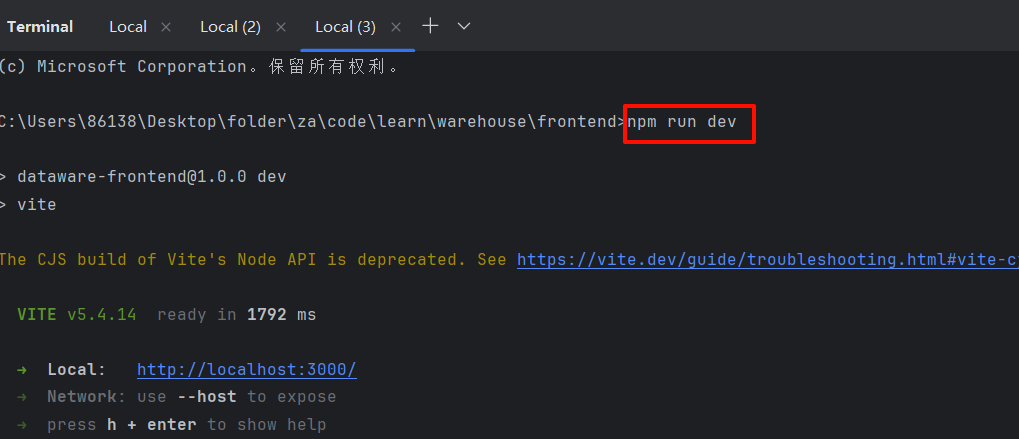 Terminal Local × Local (2) × Local (3) ×
(c) Microsoft Corporation。保留所有权利。
C:\Users\86138\Desktop\folder\za\code\learn\warehouse\frontend>npm run dev
> dataware-frontend@1.0.0 dev
> vite
The CJS build of Vite's Node API is deprecated. See https://vite.dev/guide/troubleshooting.html#vite-c
VITE v5.4.14 ready in 1792 ms
➜ Local: http://localhost:3000/
➜ Network: use --host to expose
➜ press h + enter to show help